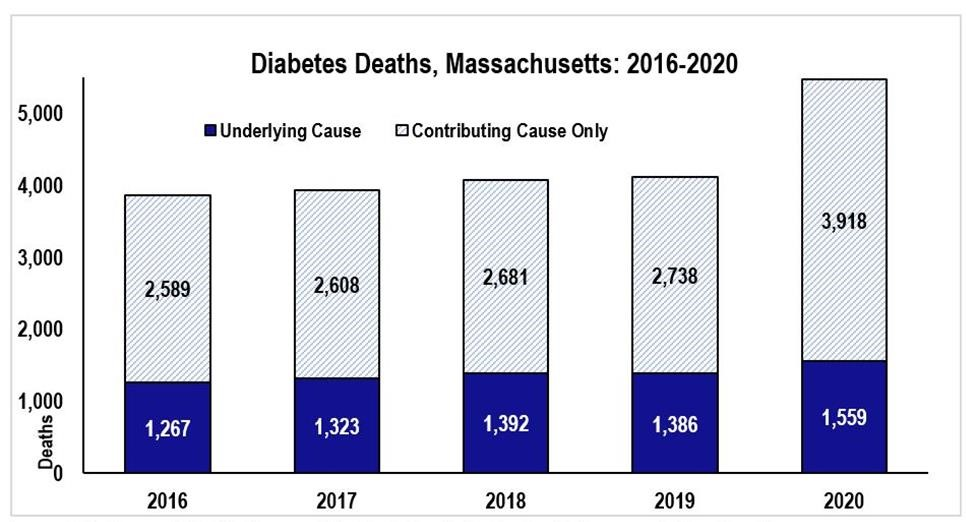 Diabetes Deaths, Massachusetts: 2016-2020
Underlying Cause Contributing Cause Only
5,000
4,000
3,000
2,000
1,000
0
Deaths
2,589 2,608 2,681 2,738 3,918
1,267 1,323 1,392 1,386 1,559
2016 2017 2018 2019 2020